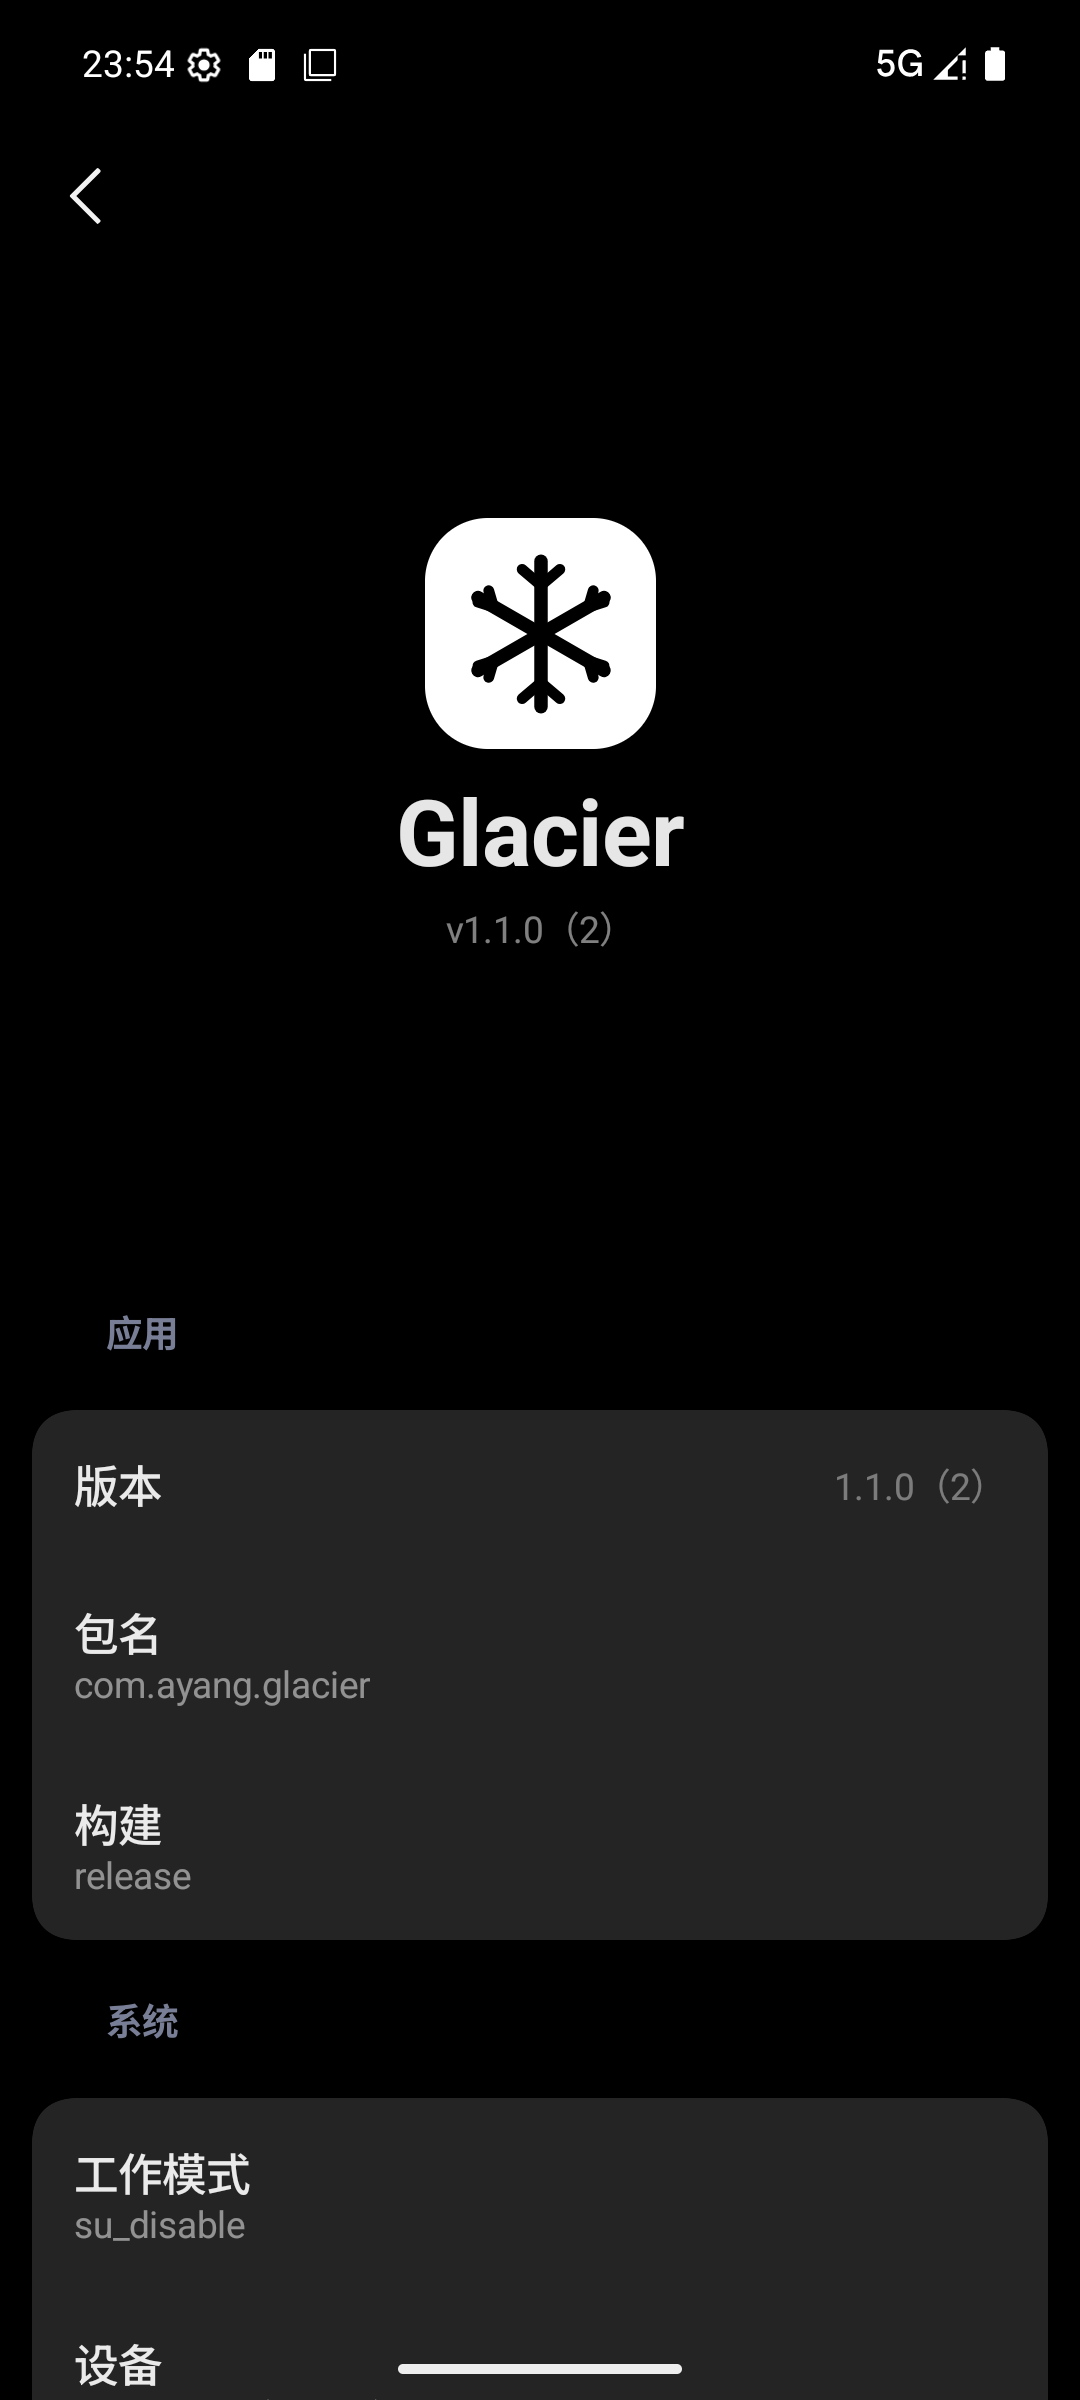 23:54
5G
Glacier
v1.1.0（2）
应用
版本
1.1.0（2）
包名
com.ayang.glacier
构建
release
系统
工作模式
su_disable
设备